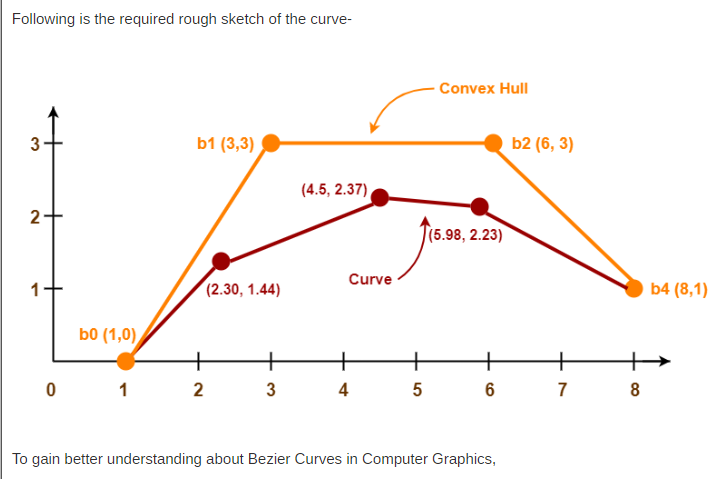 Following is the required rough sketch of the curve-
Convex Hull
3
b1 (3,3)
b2 (6, 3)
(4.5, 2.37)
2
(5.98, 2.23)
Curve
1
(2.30, 1.44)
b4 (8,1)
b0 (1,0)
0 1 2 3 4 5 6 7 8
To gain better understanding about Bezier Curves in Computer Graphics,